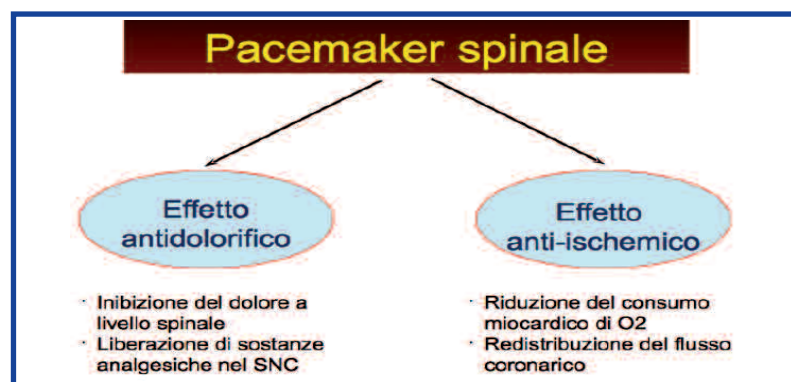 Pacemaker spinale
Effetto
antidolorifico
Effetto
anti-ischemico
· Inibizione del dolore a
livello spinale
· Liberazione di sostanze
analgesiche nel SNC
· Riduzione del consumo
miocardico di O2
· Redistribuzione del flusso
coronarico